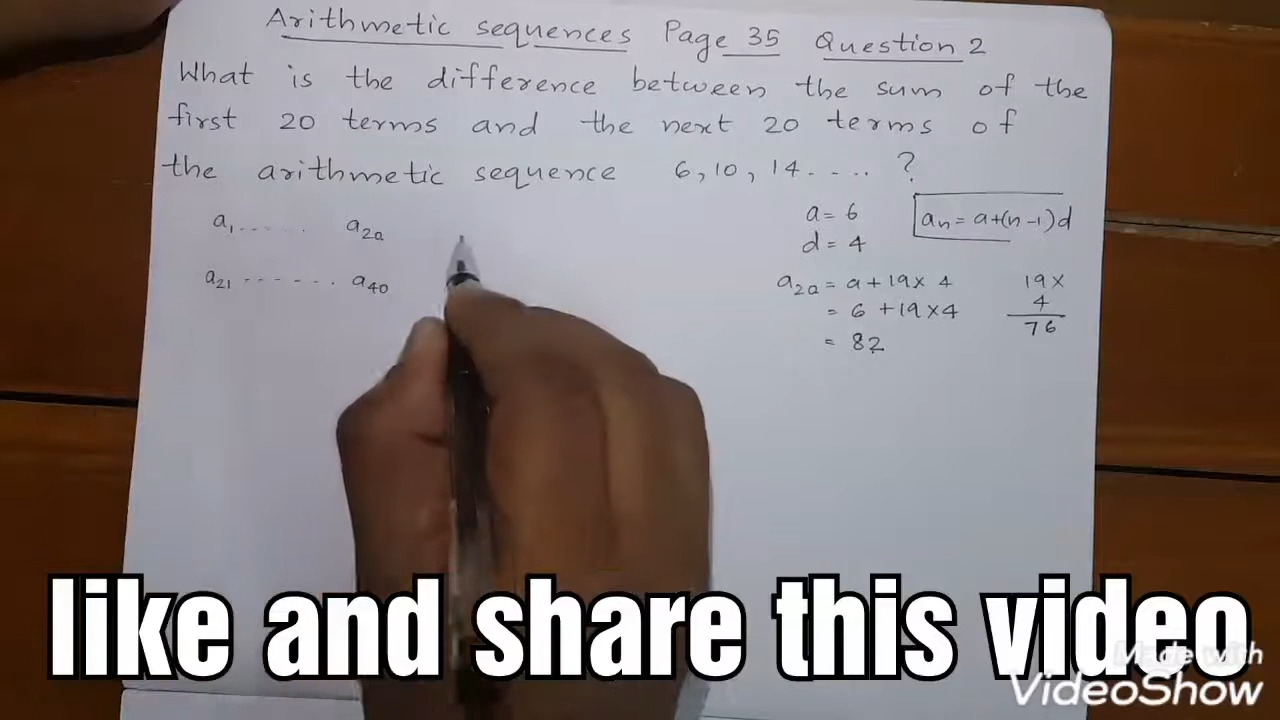 Arithmetic sequences Page 35 Question 2
What is the difference between the sum of the
first 20 terms and the next 20 terms of
the arithmetic sequence 6, 10, 14 .... ?
a₁ ..... a₂₀
a₂₁ ...... a₄₀
a = 6
d = 4
aₙ = a+(n-1)d
a₂₀ = a + 19 × 4
= 6 + 19 × 4
= 82
19 ×
4
76
like and share this video
Made with
VideoShow